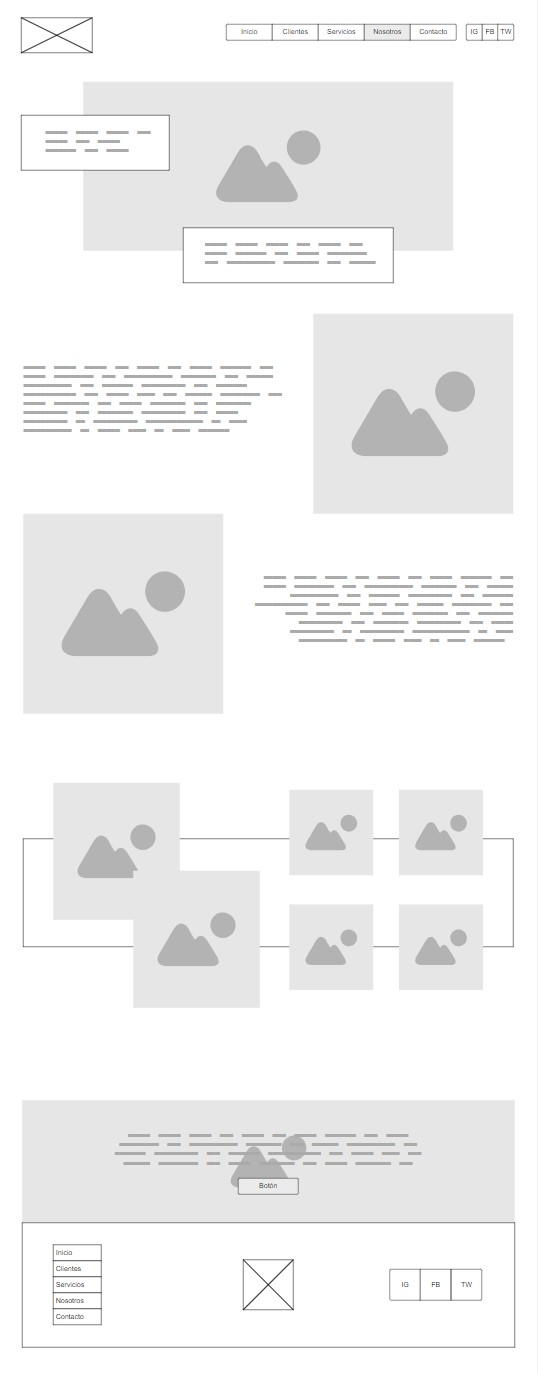 Inicio Clientes Servicios Nosotros Contacto IG FB TW
Botón
Inicio
Clientes
Servicios
Nosotros
Contacto
IG FB TW